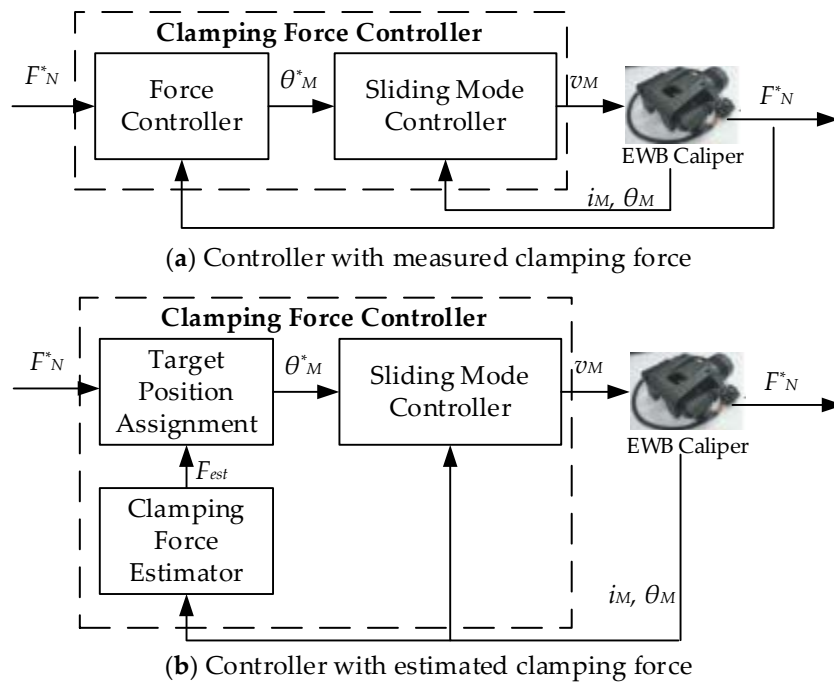 Clamping Force Controller
F*N
Force
Controller
θ*M
Sliding Mode
Controller
vM
F*N
EWB Caliper
iM, θM
(a) Controller with measured clamping force
Clamping Force Controller
F*N
Target
Position
Assignment
θ*M
Sliding Mode
Controller
vM
F*N
EWB Caliper
Fest
Clamping
Force
Estimator
iM, θM
(b) Controller with estimated clamping force